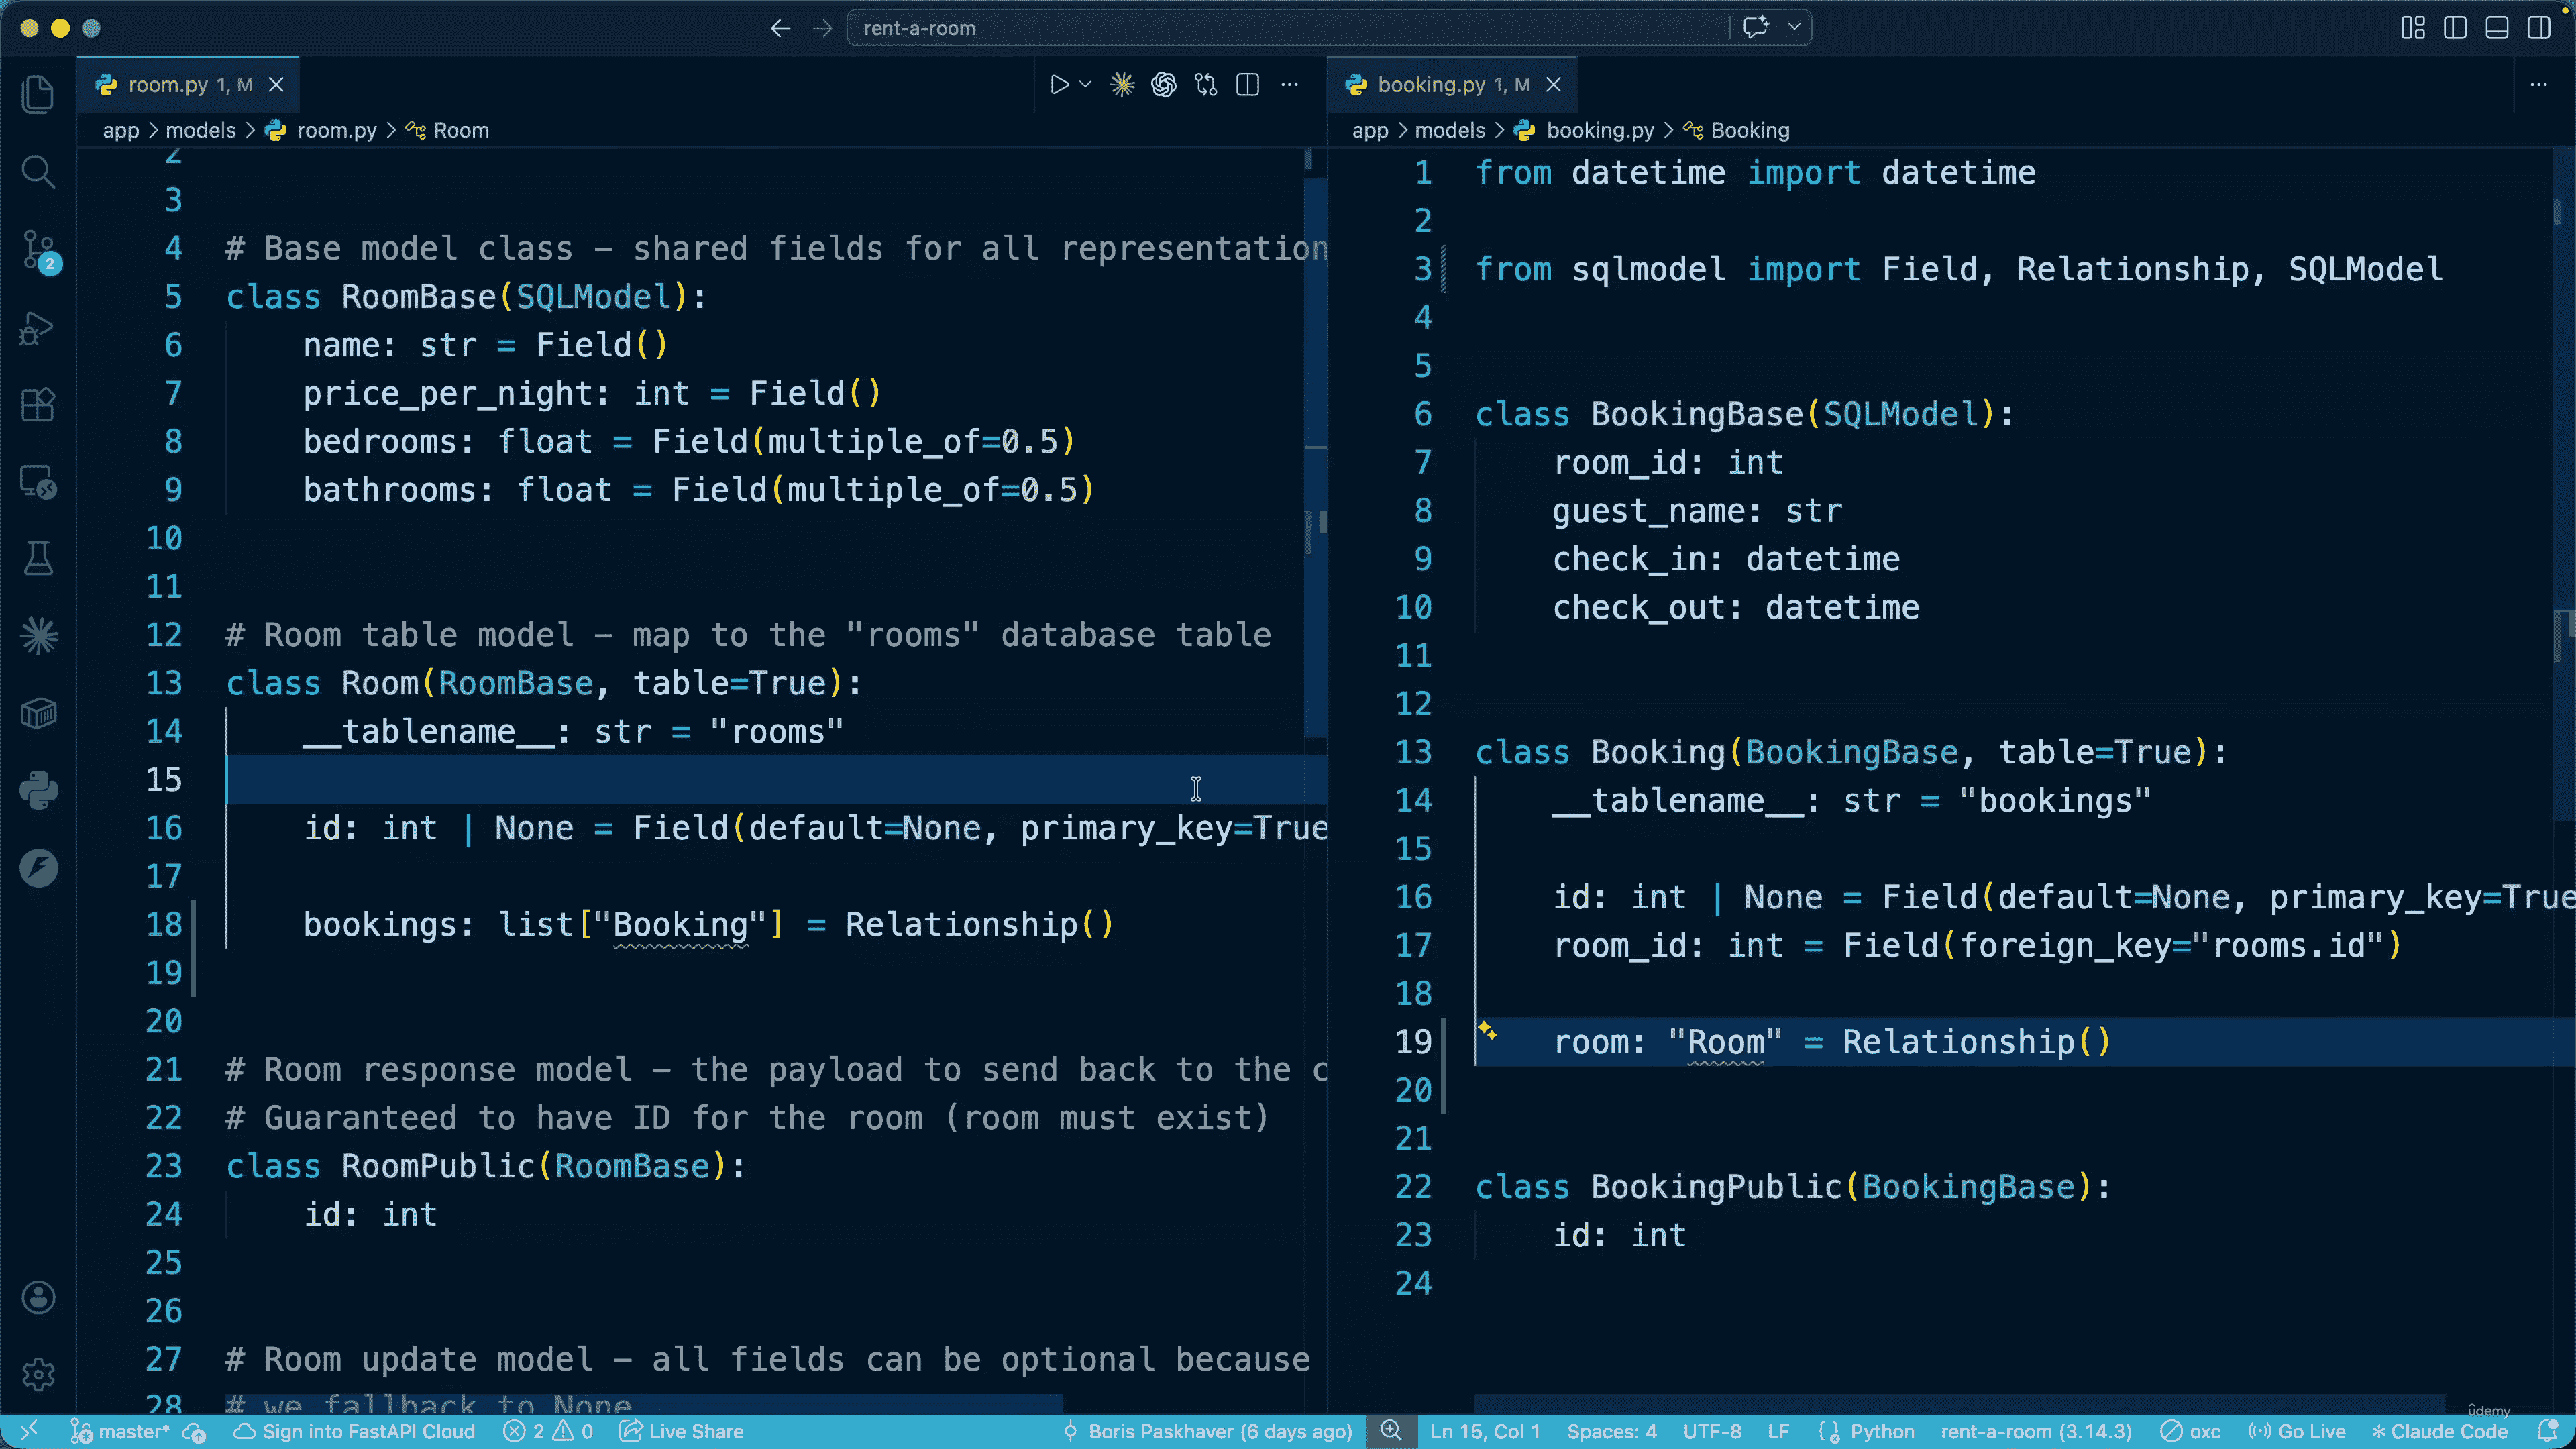 rent-a-room
room.py 1, M
app > models > room.py > Room
2
3
4 # Base model class – shared fields for all representation
5 class RoomBase(SQLModel):
6 name: str = Field()
7 price_per_night: int = Field()
8 bedrooms: float = Field(multiple_of=0.5)
9 bathrooms: float = Field(multiple_of=0.5)
10
11
12 # Room table model – map to the "rooms" database table
13 class Room(RoomBase, table=True):
14 __tablename__: str = "rooms"
15
16 id: int | None = Field(default=None, primary_key=True
17
18 bookings: list["Booking"] = Relationship()
19
20
21 # Room response model – the payload to send back to the c
22 # Guaranteed to have ID for the room (room must exist)
23 class RoomPublic(RoomBase):
24 id: int
25
26
27 # Room update model – all fields can be optional because
28 # we fallback to None
booking.py 1, M
app > models > booking.py > Booking
1 from datetime import datetime
2
3 from sqlmodel import Field, Relationship, SQLModel
4
5
6 class BookingBase(SQLModel):
7 room_id: int
8 guest_name: str
9 check_in: datetime
10 check_out: datetime
11
12
13 class Booking(BookingBase, table=True):
14 __tablename__: str = "bookings"
15
16 id: int | None = Field(default=None, primary_key=True
17 room_id: int = Field(foreign_key="rooms.id")
18
19 room: "Room" = Relationship()
20
21
22 class BookingPublic(BookingBase):
23 id: int
24
2
ûdemy
master* Sign into FastAPI Cloud 2 0 Live Share Boris Paskhaver (6 days ago) Ln 15, Col 1 Spaces: 4 UTF-8 LF Python rent-a-room (3.14.3) oxc Go Live Claude Code